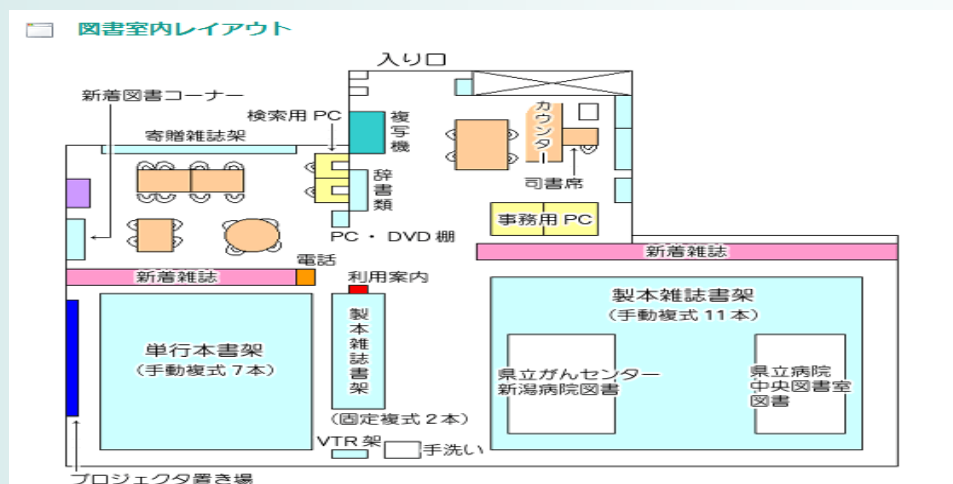 図書室内レイアウト
入り口
新着図書コーナー
検索用PC
寄贈雑誌架
複写機
カウンター
辞書類
司書席
事務用PC
PC・DVD棚
新着雑誌
電話
新着雑誌
利用案内
製本雑誌書架
(手動複式11本)
製本雑誌書架
単行本書架
(手動複式7本)
県立がんセンター
新潟病院図書
県立病院
中央図書室
図書
(固定複式2本)
VTR架
手洗い
プロジェクタ置き場